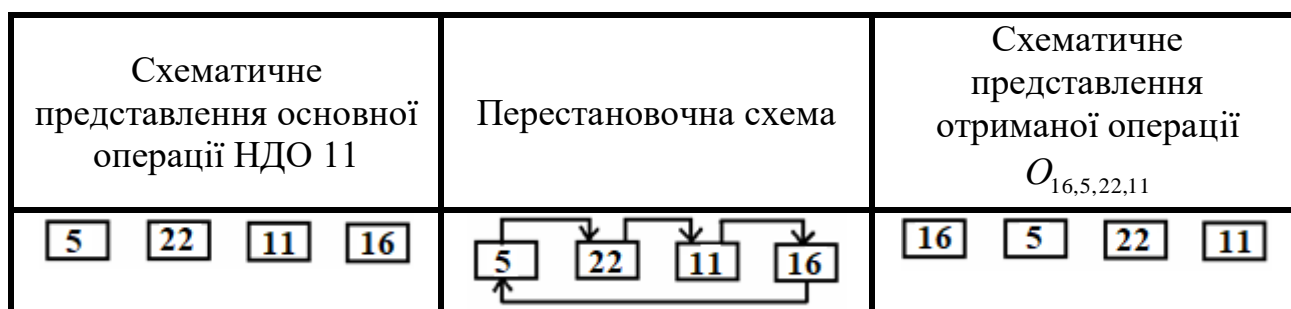 Схематичне
представлення основної
операції НДО 11
Перестановочна схема
Схематичне
представлення
отриманої операції
O16,5,22,11
5 22 11 16
5 22 11 16
16 5 22 11